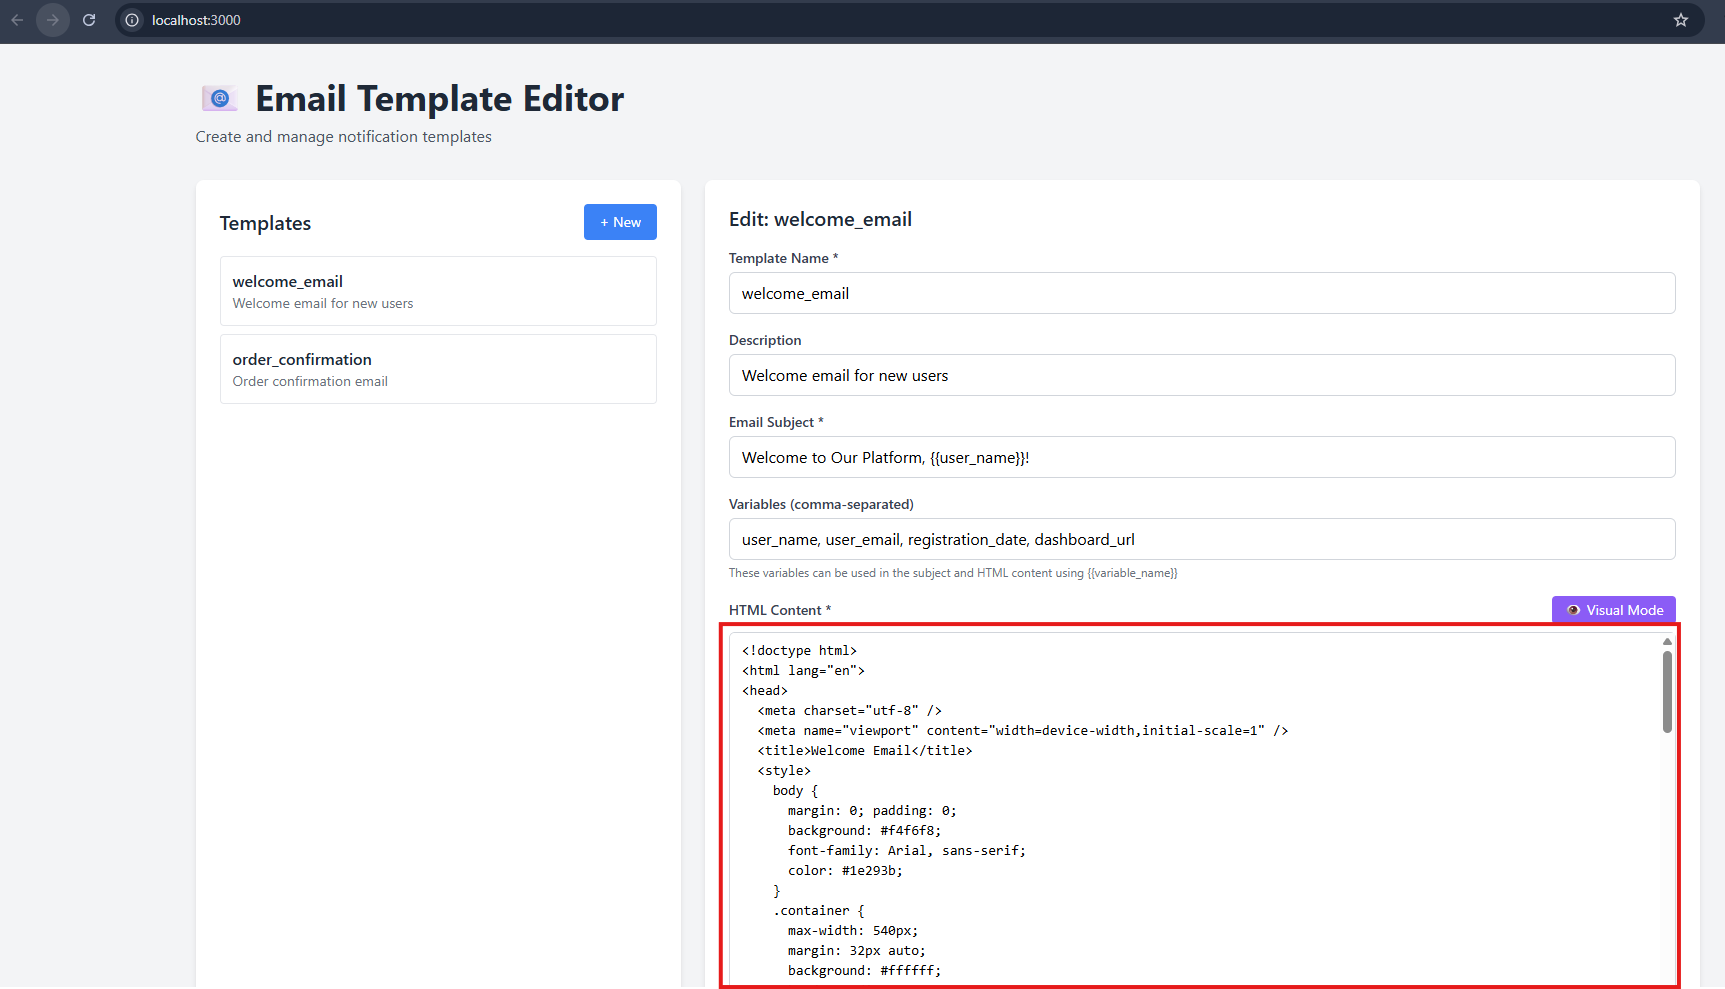 localhost:3000
Email Template Editor
Create and manage notification templates
Templates
+ New
welcome_email
Welcome email for new users
order_confirmation
Order confirmation email
Edit: welcome_email
Template Name *
welcome_email
Description
Welcome email for new users
Email Subject *
Welcome to Our Platform, {{user_name}}!
Variables (comma-separated)
user_name, user_email, registration_date, dashboard_url
These variables can be used in the subject and HTML content using {{variable_name}}
HTML Content *
Visual Mode
<!doctype html>
<html lang="en">
<head>
  <meta charset="utf-8" />
  <meta name="viewport" content="width=device-width,initial-scale=1" />
  <title>Welcome Email</title>
  <style>
    body {
      margin: 0; padding: 0;
      background: #f4f6f8;
      font-family: Arial, sans-serif;
      color: #1e293b;
    }
    .container {
      max-width: 540px;
      margin: 32px auto;
      background: #ffffff;